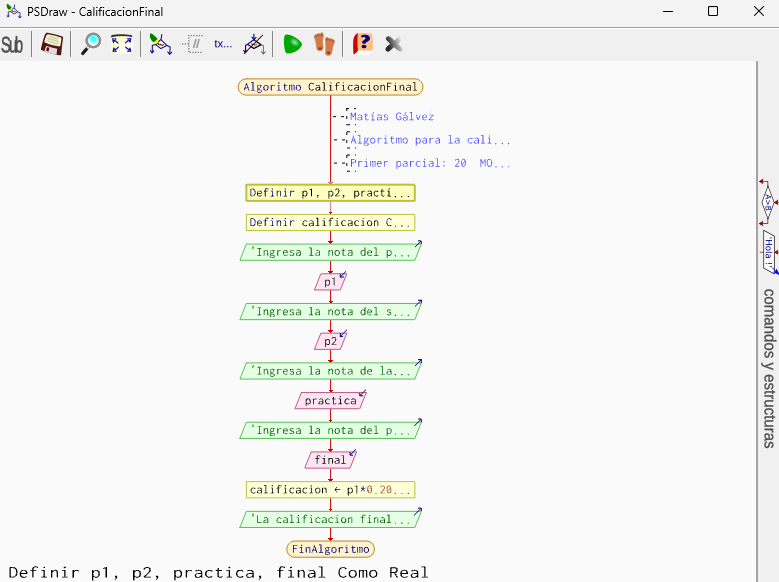 PSDraw - CalificacionFinal
Sub
tx...
Algoritmo CalificacionFinal
Matías Gálvez
Algoritmo para la cali...
Primer parcial: 20 MO...
Definir p1, p2, practi...
Definir calificacion C...
'Ingresa la nota del p...
p1
'Ingresa la nota del s...
p2
'Ingresa la nota de la...
practica
'Ingresa la nota del p...
final
calificacion ← p1*0.20...
'La calificacion final...
FinAlgoritmo
Definir p1, p2, practica, final Como Real
A>B
'Hola !'
comandos y estructuras